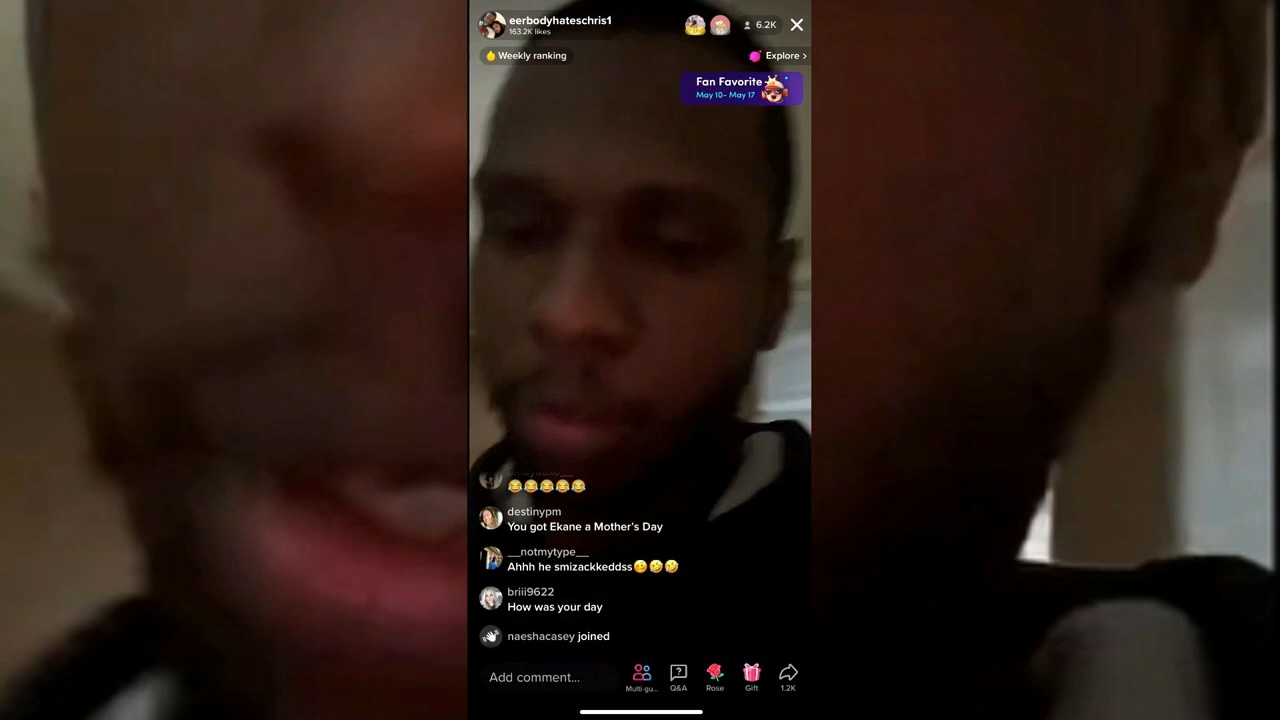 eerbodyhateschris1
163.2K likes
6.2K
Weekly ranking
Explore ›
Fan Favorite
May 10- May 17
😂😂😂😂😂
destinypm
You got Ekane a Mother's Day
__notmytype__
Ahhh he smizackkeddss🥴🤣🤣
briii9622
How was your day
naeshacasey joined
Add comment...
Multi-gu...
Q&A
Rose
Gift
1.2K